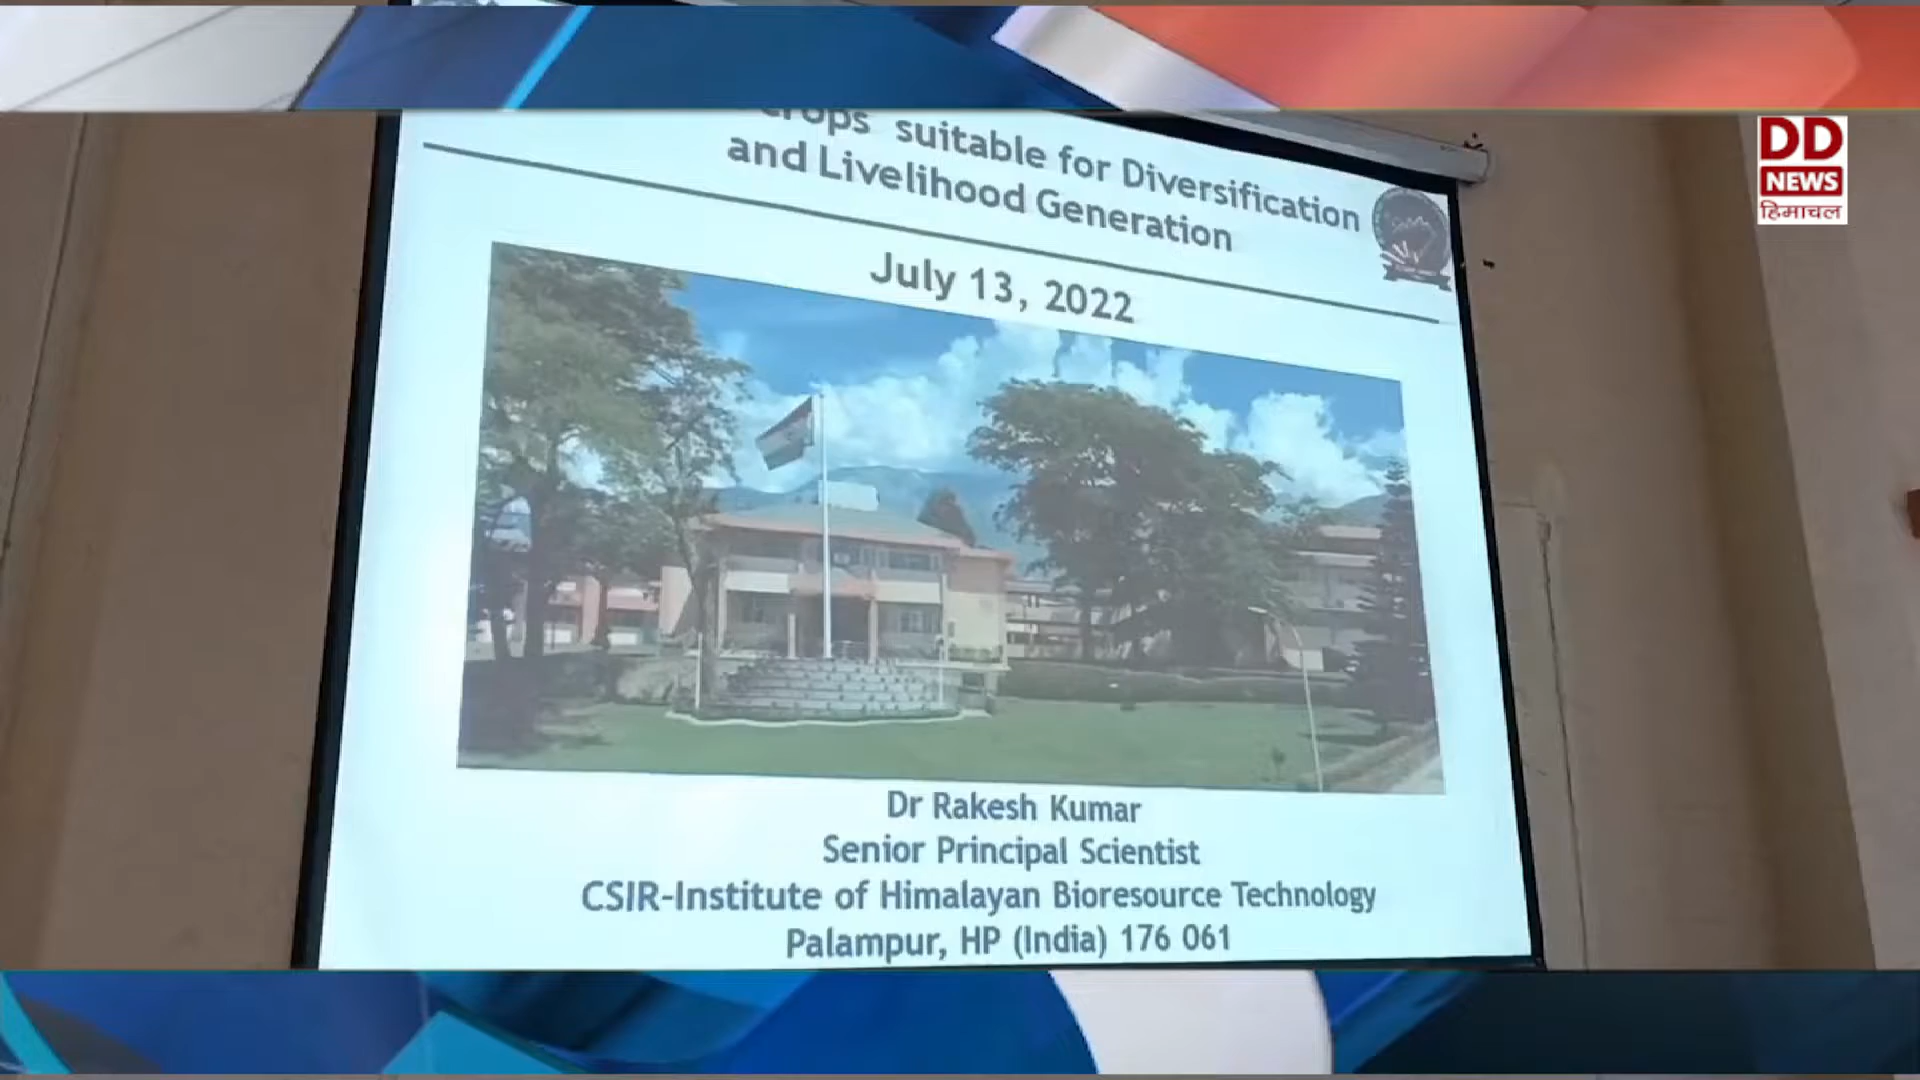 crops suitable for Diversification
and Livelihood Generation
July 13, 2022
Dr Rakesh Kumar
Senior Principal Scientist
CSIR-Institute of Himalayan Bioresource Technology
Palampur, HP (India) 176 061
DD
NEWS
हिमाचल